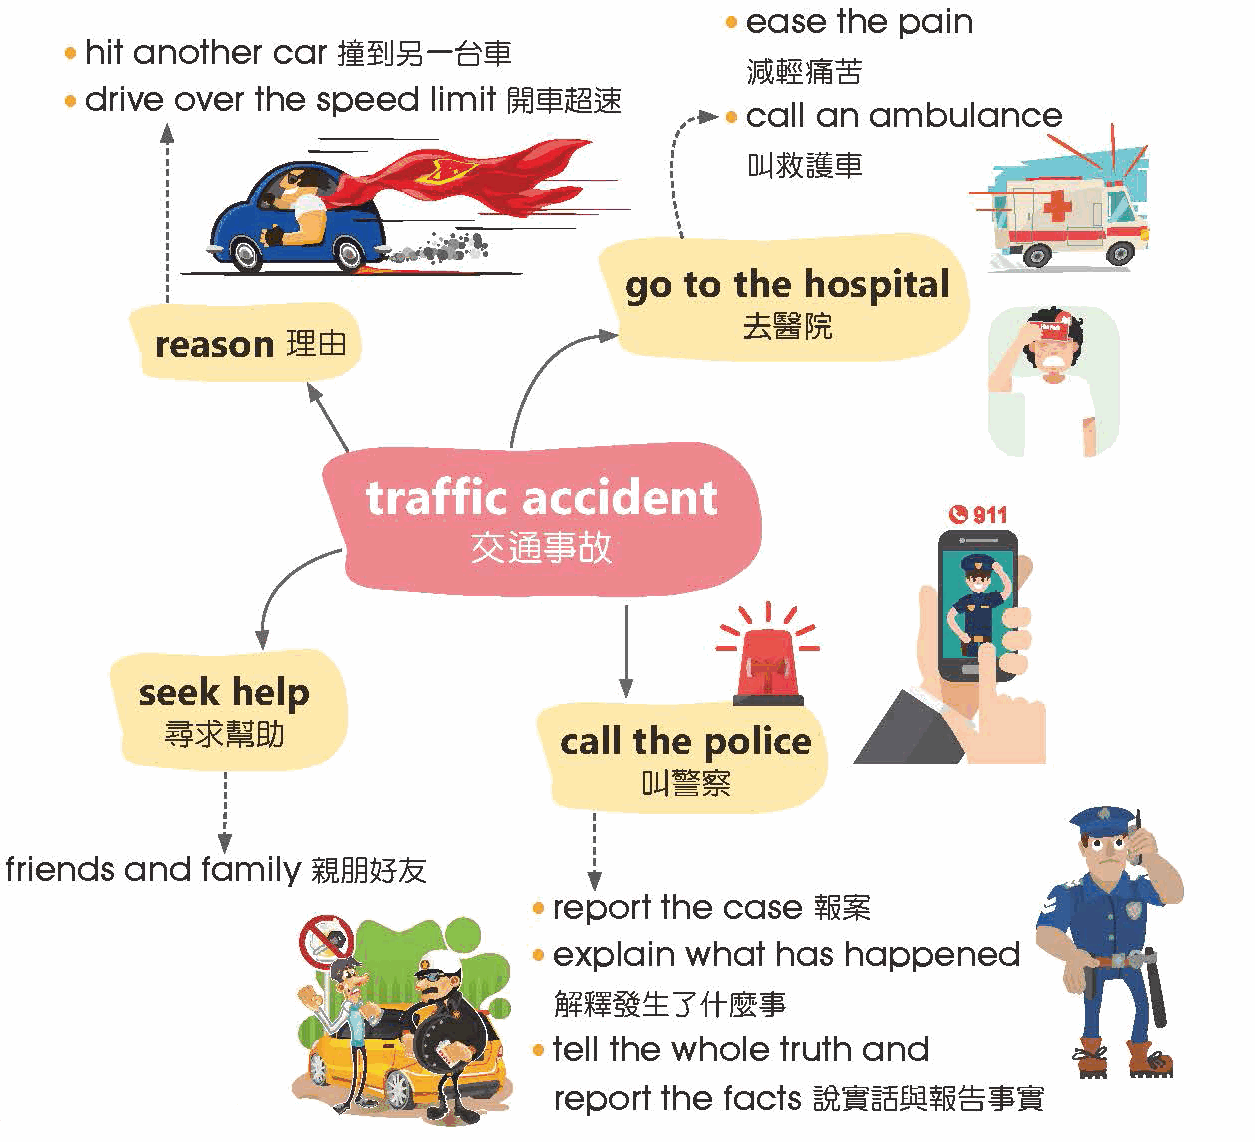 • hit another car 撞到另一台車
• drive over the speed limit 開車超速
• ease the pain
減輕痛苦
• call an ambulance
叫救護車
go to the hospital
去醫院
reason 理由
traffic accident
交通事故
911
seek help
尋求幫助
call the police
叫警察
friends and family 親朋好友
• report the case 報案
• explain what has happened
解釋發生了什麼事
• tell the whole truth and
report the facts 說實話與報告事實